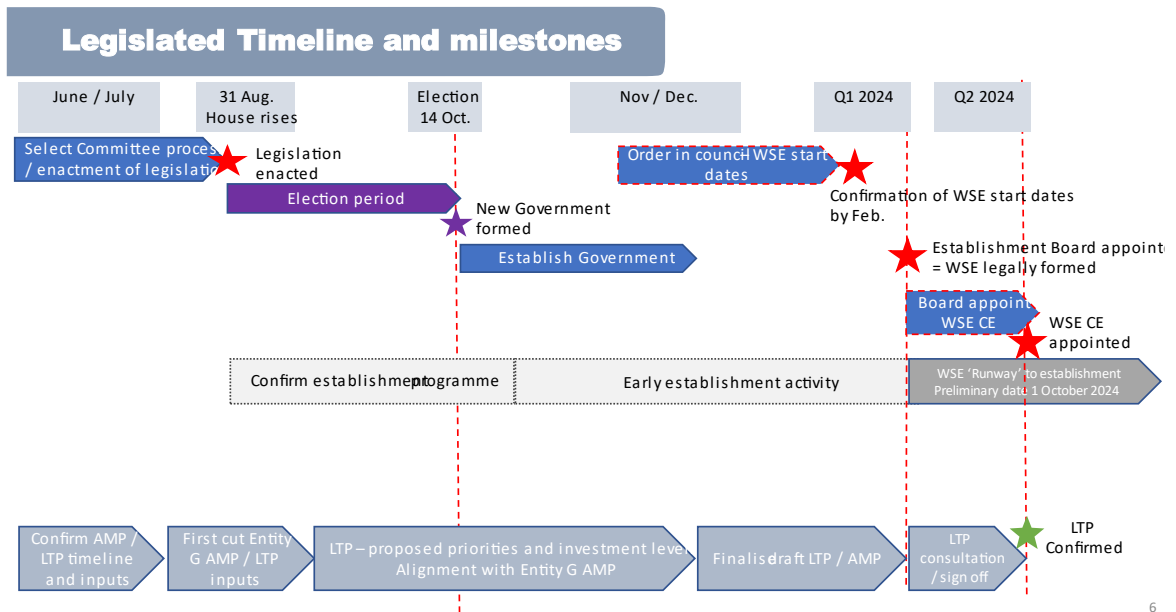 Legislated Timeline and milestones
June / July
31 Aug.
House rises
Election
14 Oct.
Nov / Dec.
Q1 2024
Q2 2024
Select Committee process
/ enactment of legislation
Legislation
enacted
Order in council WSE start
dates
Confirmation of WSE start dates
by Feb.
Election period
New Government
formed
Establish Government
Establishment Board appointe
= WSE legally formed
Board appoint
WSE CE
WSE CE
appointed
Confirm establishment programme
Early establishment activity
WSE ‘Runway’ to establishment
Preliminary date 1 October 2024
Confirm AMP /
LTP timeline
and inputs
First cut Entity
G AMP / LTP
inputs
LTP – proposed priorities and investment level
Alignment with Entity G AMP
Finalise draft LTP / AMP
LTP
consultation
/ sign off
LTP
Confirmed
6